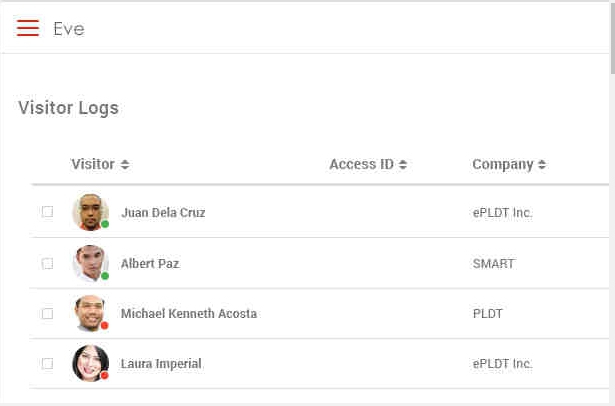 Eve
Visitor Logs
Visitor Access ID Company
Juan Dela Cruz ePLDT Inc.
Albert Paz SMART
Michael Kenneth Acosta PLDT
Laura Imperial ePLDT Inc.